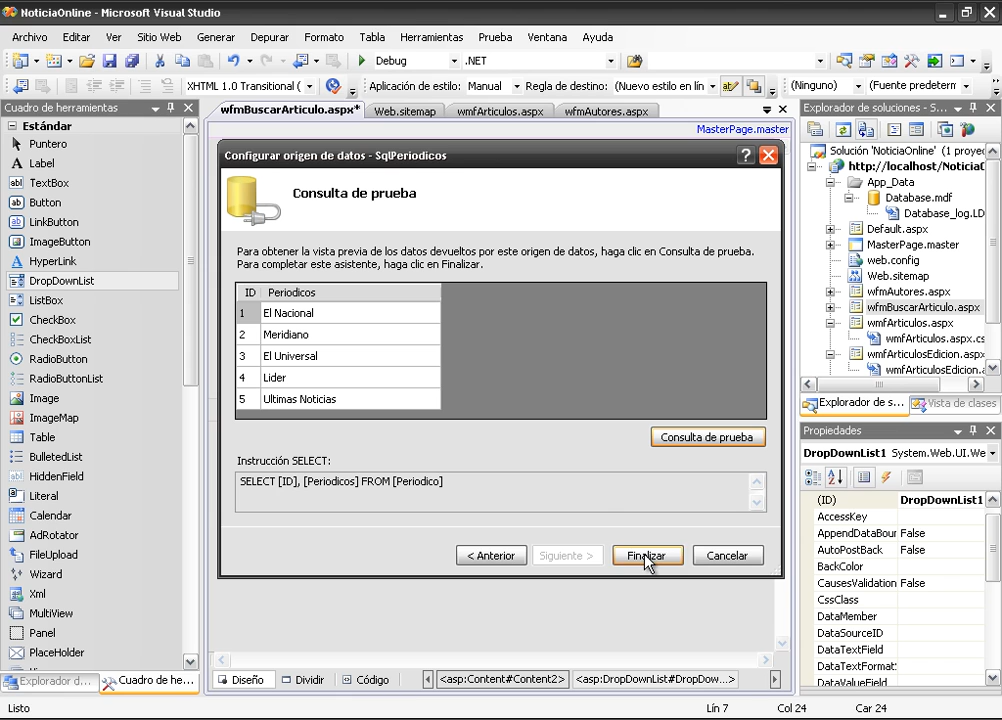 NoticiaOnline - Microsoft Visual Studio
Archivo Editar Ver Sitio Web Generar Depurar Formato Tabla Herramientas Prueba Ventana Ayuda
Debug .NET
XHTML 1.0 Transitional ( Aplicación de estilo: Manual Regla de destino: (Nuevo estilo en lín (Ninguno) (Fuente predeterm
Cuadro de herramientas
Estándar
Puntero
Label
TextBox
Button
LinkButton
ImageButton
HyperLink
DropDownList
ListBox
CheckBox
CheckBoxList
RadioButton
RadioButtonList
Image
ImageMap
Table
BulletedList
HiddenField
Literal
Calendar
AdRotator
FileUpload
Wizard
Xml
MultiView
Panel
PlaceHolder
Explorador d... Cuadro de he...
wfmBuscarArticulo.aspx* Web.sitemap wmfArticulos.aspx wfmAutores.aspx
MasterPage.master
Configurar origen de datos - SqlPeriodicos
Consulta de prueba
Para obtener la vista previa de los datos devueltos por este origen de datos, haga clic en Consulta de prueba.
Para completar este asistente, haga clic en Finalizar.
ID Periodicos
1 El Nacional
2 Meridiano
3 El Universal
4 Lider
5 Ultimas Noticias
Consulta de prueba
Instrucción SELECT:
SELECT [ID], [Periodicos] FROM [Periodico]
< Anterior Siguiente > Finalizar Cancelar
Diseño Dividir Código <asp:Content#Content2> <asp:DropDownList#DropDow...>
Explorador de soluciones - S...
Solución 'NoticiaOnline' (1 proyec
http://localhost/NoticiaO
App_Data
Database.mdf
Database_log.LD
Default.aspx
MasterPage.master
web.config
Web.sitemap
wfmAutores.aspx
wfmBuscarArticulo.aspx
wmfArticulos.aspx
wmfArticulos.aspx.cs
wmfArticulosEdicion.aspx
wmfArticulosEdicion.a
Explorador de s... Vista de clases
Propiedades
DropDownList1 System.Web.UI.We
(ID) DropDownList1
AccessKey
AppendDataBour False
AutoPostBack False
BackColor
CausesValidation False
CssClass
DataMember
DataSourceID
DataTextField
DataTextFormat:
DataValueField
Listo Lín 7 Col 24 Car 24